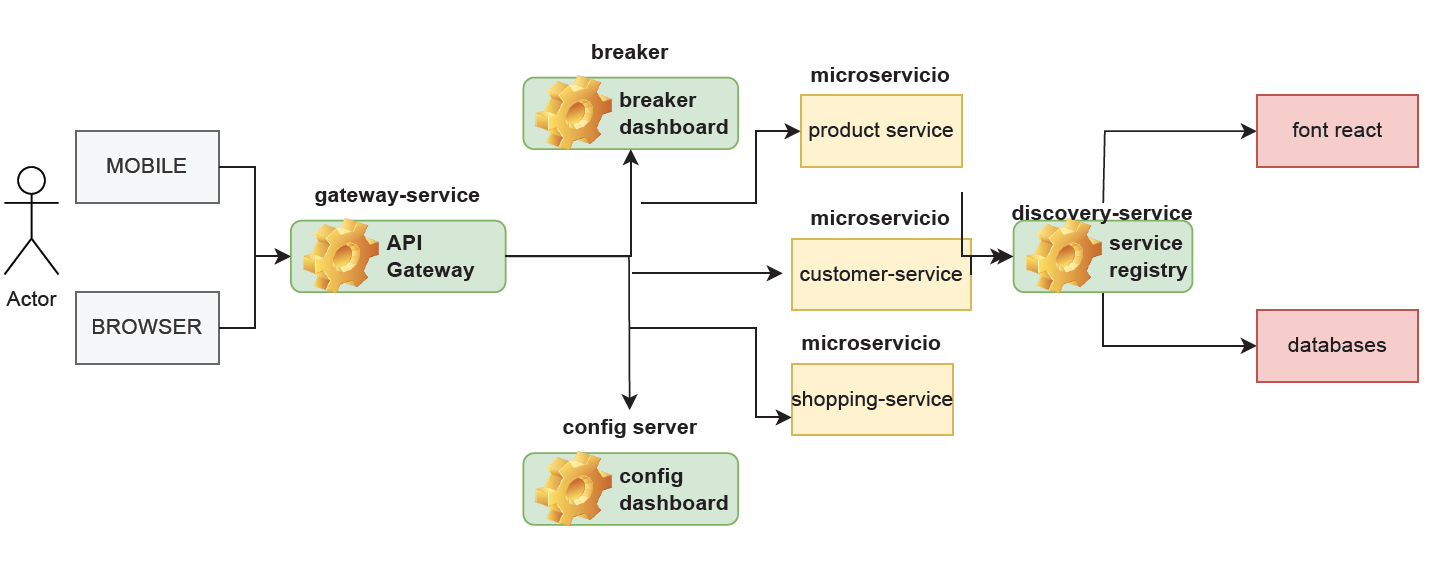 Actor
MOBILE
BROWSER
gateway-service
API
Gateway
breaker
breaker
dashboard
config server
config
dashboard
microservicio
product service
microservicio
customer-service
microservicio
shopping-service
discovery-service
service
registry
font react
databases